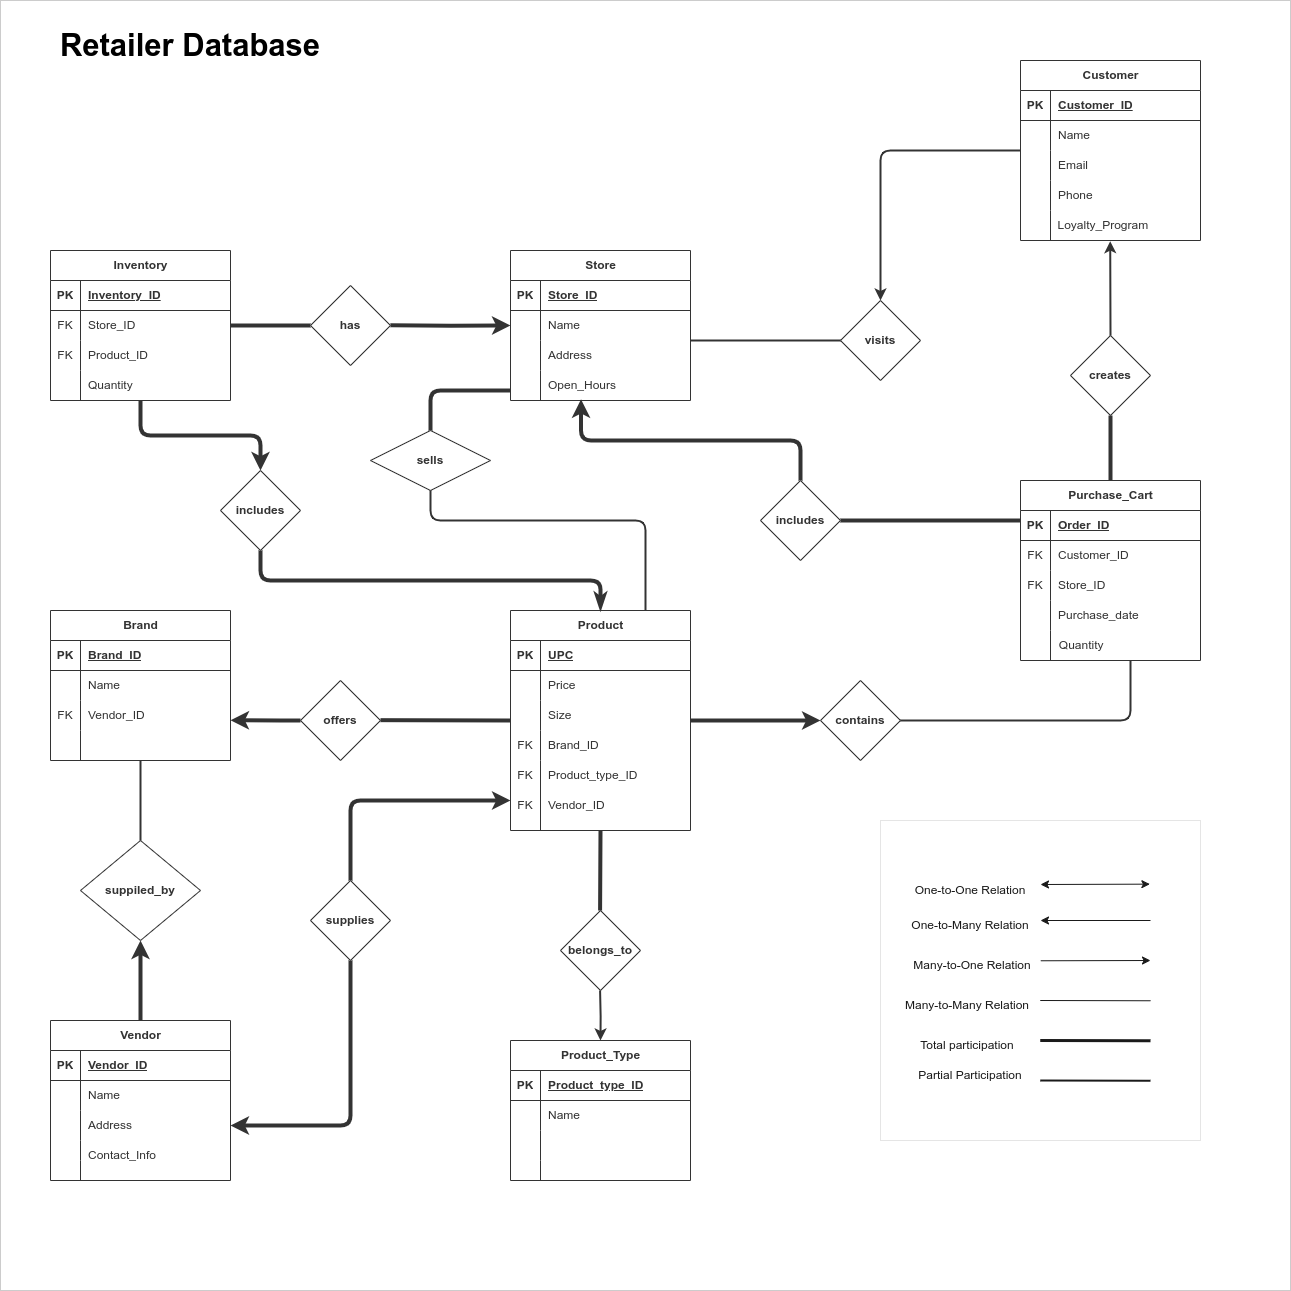 Retailer Database
Customer
PK Customer_ID
Name
Email
Phone
Loyalty_Program
Inventory
PK Inventory_ID
FK Store_ID
FK Product_ID
Quantity
has
Store
PK Store_ID
Name
Address
Open_Hours
visits
creates
sells
includes
includes
Purchase_Cart
PK Order_ID
FK Customer_ID
FK Store_ID
Purchase_date
Quantity
Brand
PK Brand_ID
Name
FK Vendor_ID
offers
Product
PK UPC
Price
Size
FK Brand_ID
FK Product_type_ID
FK Vendor_ID
contains
suppiled_by
supplies
belongs_to
One-to-One Relation
One-to-Many Relation
Many-to-One Relation
Many-to-Many Relation
Total participation
Partial Participation
Vendor
PK Vendor_ID
Name
Address
Contact_Info
Product_Type
PK Product_type_ID
Name